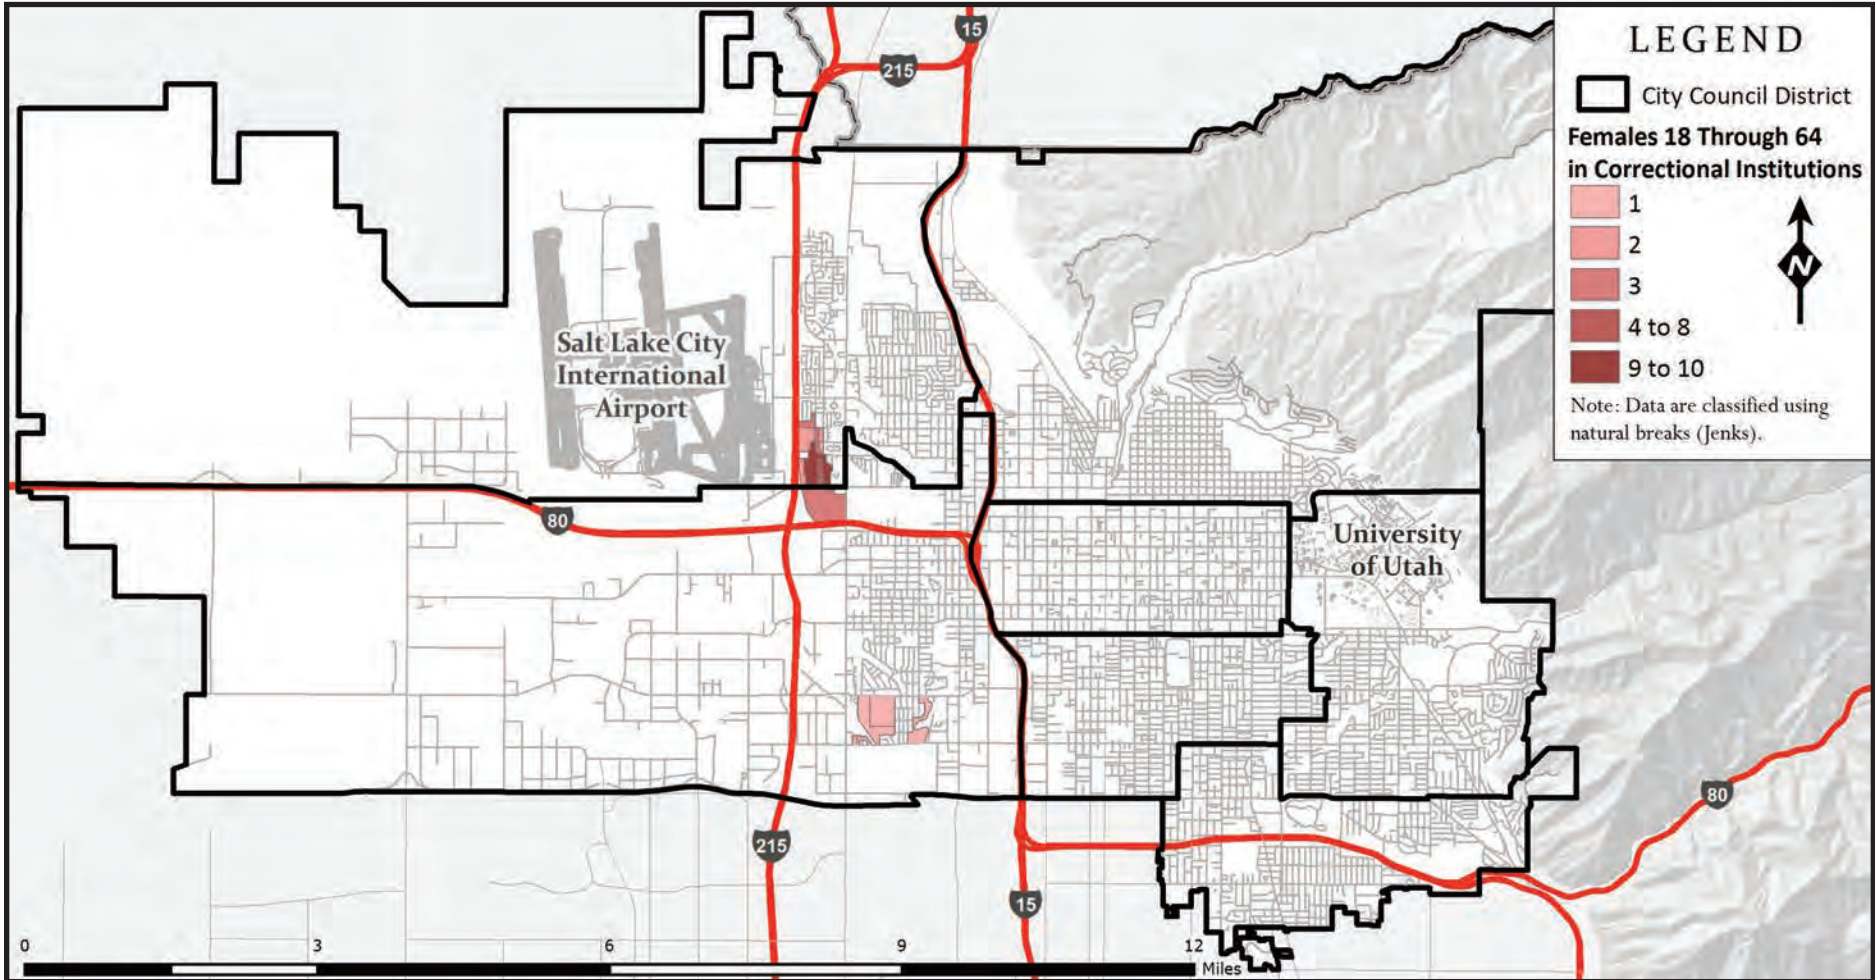 15
215
LEGEND
City Council District
Females 18 Through 64
in Correctional Institutions
1
2
3
4 to 8
9 to 10
N
Note: Data are classified using
natural breaks (Jenks).
Salt Lake City
International
Airport
80
University
of Utah
80
215
15
0
3
6
9
12
Miles